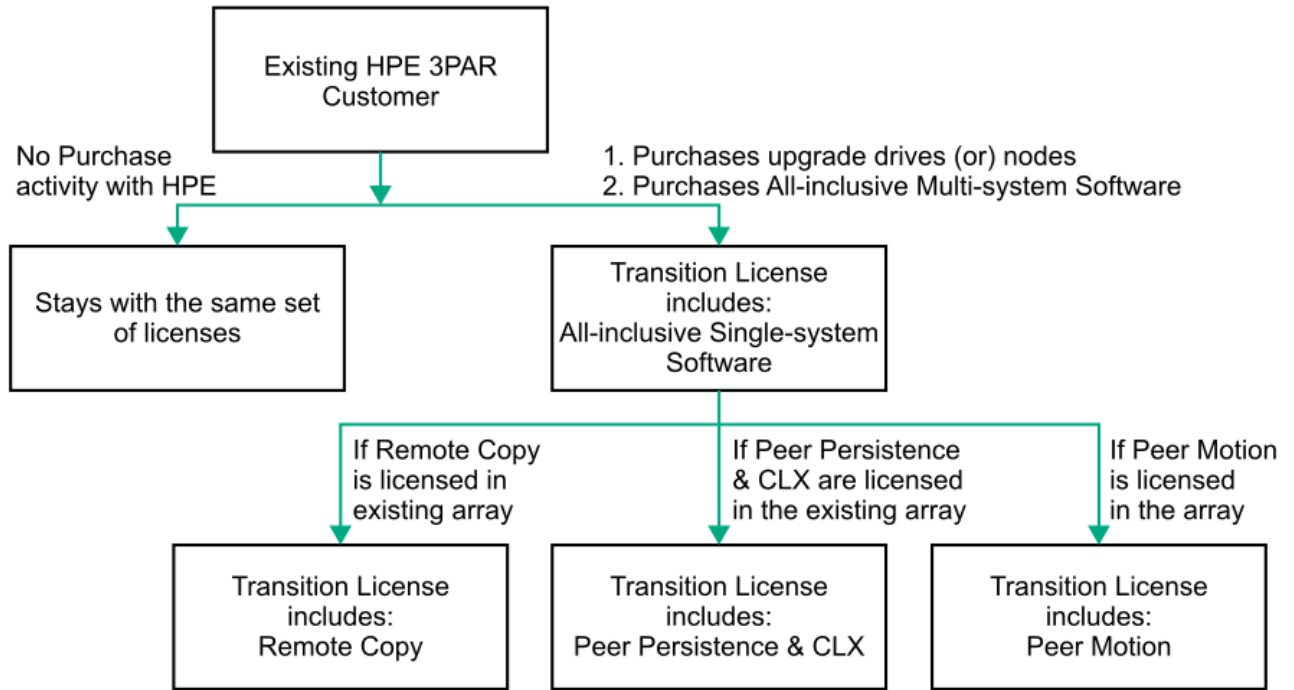 Existing HPE 3PAR
Customer
No Purchase
activity with HPE
1. Purchases upgrade drives (or) nodes
2. Purchases All-inclusive Multi-system Software
Stays with the same set
of licenses
Transition License
includes:
All-inclusive Single-system
Software
If Remote Copy
is licensed in
existing array
If Peer Persistence
& CLX are licensed
in the existing array
If Peer Motion
is licensed
in the array
Transition License
includes:
Remote Copy
Transition License
includes:
Peer Persistence & CLX
Transition License
includes:
Peer Motion